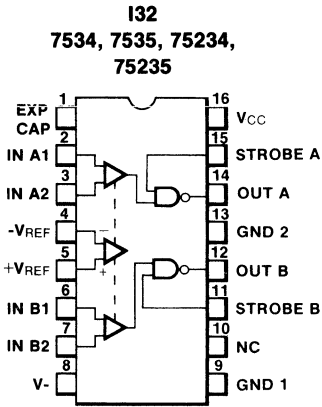 I32
7534, 7535, 75234,
75235
1 16
EXP
CAP
VCC
2 15
IN A1
STROBE A
3 14
IN A2
OUT A
4 13
-VREF
−
GND 2
5 12
+VREF
+
OUT B
6 11
IN B1
STROBE B
7 10
IN B2
NC
8 9
V-
GND 1